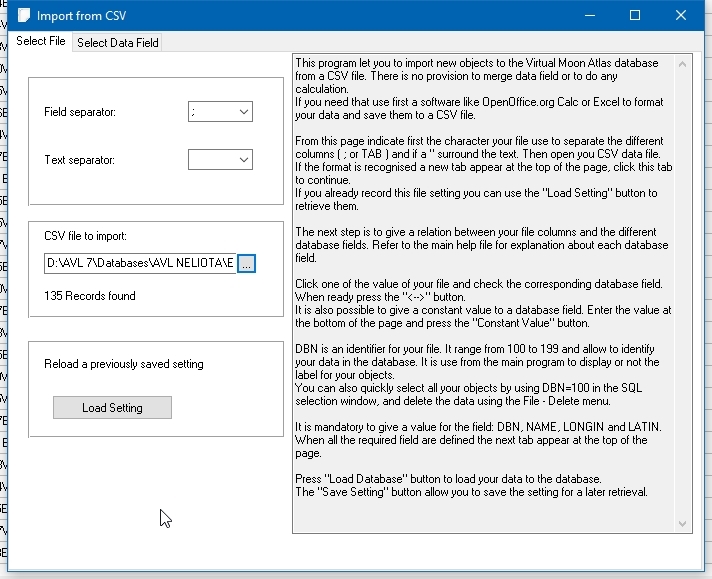 Import from CSV
Select File
Select Data Field
Field separator:
;
Text separator:
CSV file to import:
D:\AVL 7\Databases\AVL NELIOTA\E
...
135 Records found
Reload a previously saved setting
Load Setting
This program let you to import new objects to the Virtual Moon Atlas database
from a CSV file. There is no provision to merge data field or to do any
calculation.
If you need that use first a software like OpenOffice.org Calc or Excel to format
your data and save them to a CSV file.
From this page indicate first the character your file use to separate the different
columns ( ; or TAB ) and if a " surround the text. Then open you CSV data file.
If the format is recognised a new tab appear at the top of the page, click this tab
to continue.
If you already record this file setting you can use the "Load Setting" button to
retrieve them.
The next step is to give a relation between your file columns and the different
database fields. Refer to the main help file for explanation about each database
field.
Click one of the value of your file and check the corresponding database field.
When ready press the "<-->" button.
It is also possible to give a constant value to a database field. Enter the value at
the bottom of the page and press the "Constant Value" button.
DBN is an identifier for your file. It range from 100 to 199 and allow to identify
your data in the database. It is use from the main program to display or not the
label for your objects.
You can also quickly select all your objects by using DBN=100 in the SQL
selection window, and delete the data using the File - Delete menu.
It is mandatory to give a value for the field: DBN, NAME, LONGIN and LATIN.
When all the required field are defined the next tab appear at the top of the
page.
Press "Load Database" button to load your data to the database.
The "Save Setting" button allow you to save the setting for a later retrieval.